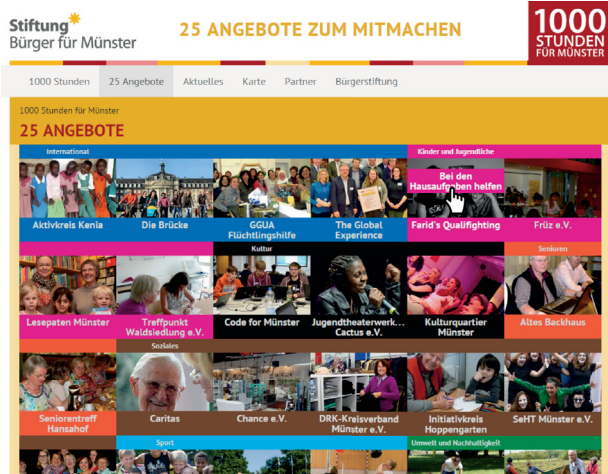 Stiftung
Bürger für Münster
25 ANGEBOTE ZUM MITMACHEN
1000
STUNDEN
FÜR MÜNSTER
1000 Stunden 25 Angebote Aktuelles Karte Partner Bürgerstiftung
1000 Stunden für Münster
25 ANGEBOTE
International Kinder und Jugendliche
Bei den
Hausaufgaben helfen
Aktivkreis Kenia Die Brücke GGUA
Flüchtlingshilfe The Global
Experience Farid's Qualifighting Früz e.V.
Kultur Senioren
Lesepaten Münster Treffpunkt
Waldsiedlung e.V. Code for Münster Jugendtheaterwerk...
Cactus e.V. Kulturquartier
Münster Altes Backhaus
Soziales
Seniorentreff
Hansahof Caritas Chance e.V. DRK-Kreisverband
Münster e.V. Initiativkreis
Hoppengarten SeHT Münster e.V.
Sport Umwelt und Nachhaltigkeit